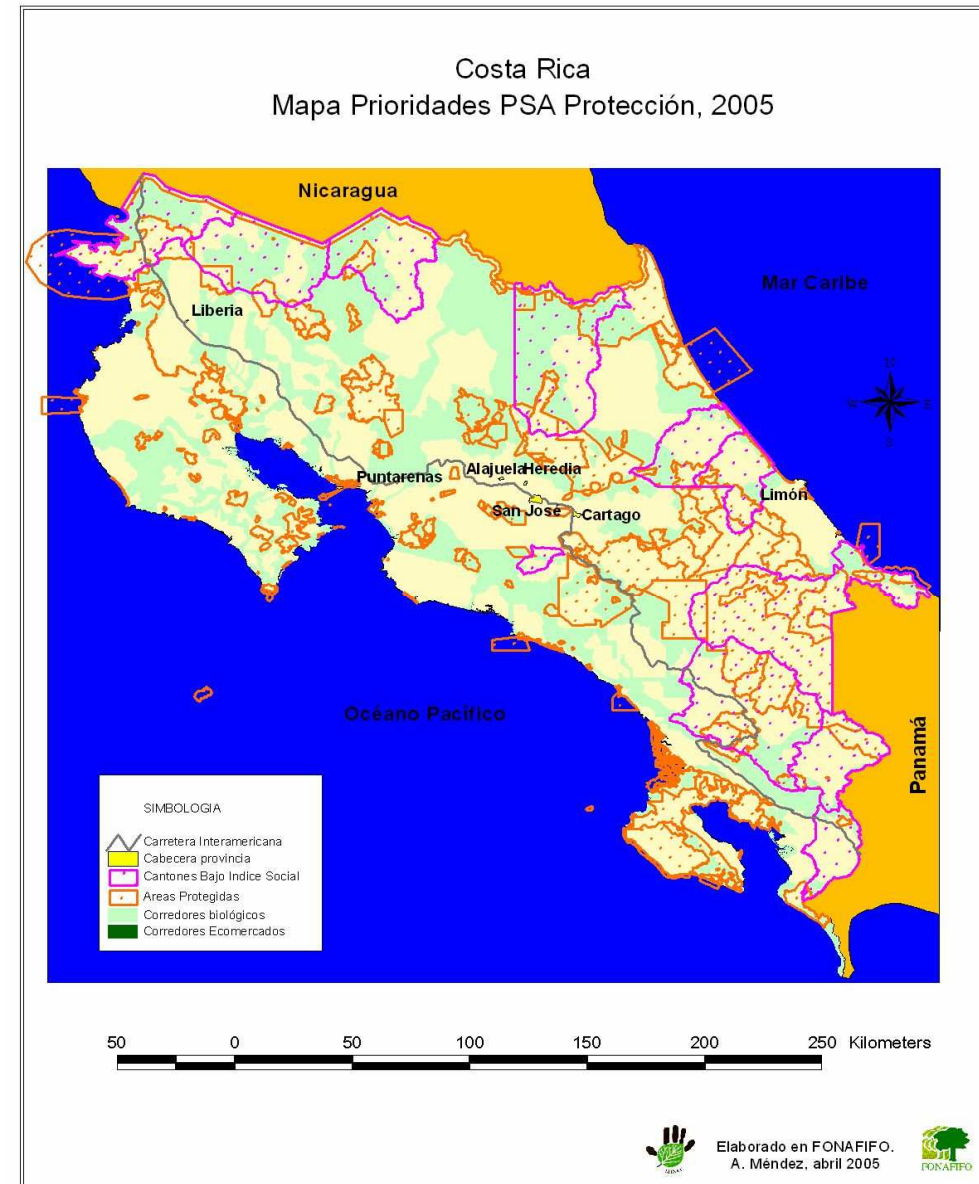 Costa Rica
Mapa Prioridades PSA Protección, 2005
Nicaragua
Mar Caribe
N
W E
S
Liberia
Puntarenas
Alajuela Heredia
San José
Cartago
Limón
Océano Pacífico
Panamá
SIMBOLOGIA
Carretera Interamericana
Cabecera provincia
Cantones Bajo Indice Social
Areas Protegidas
Corredores biológicos
Corredores Ecomercados
50 0 50 100 150 200 250 Kilometers
Elaborado en FONAFIFO.
A. Méndez, abril 2005
FONAFIFO